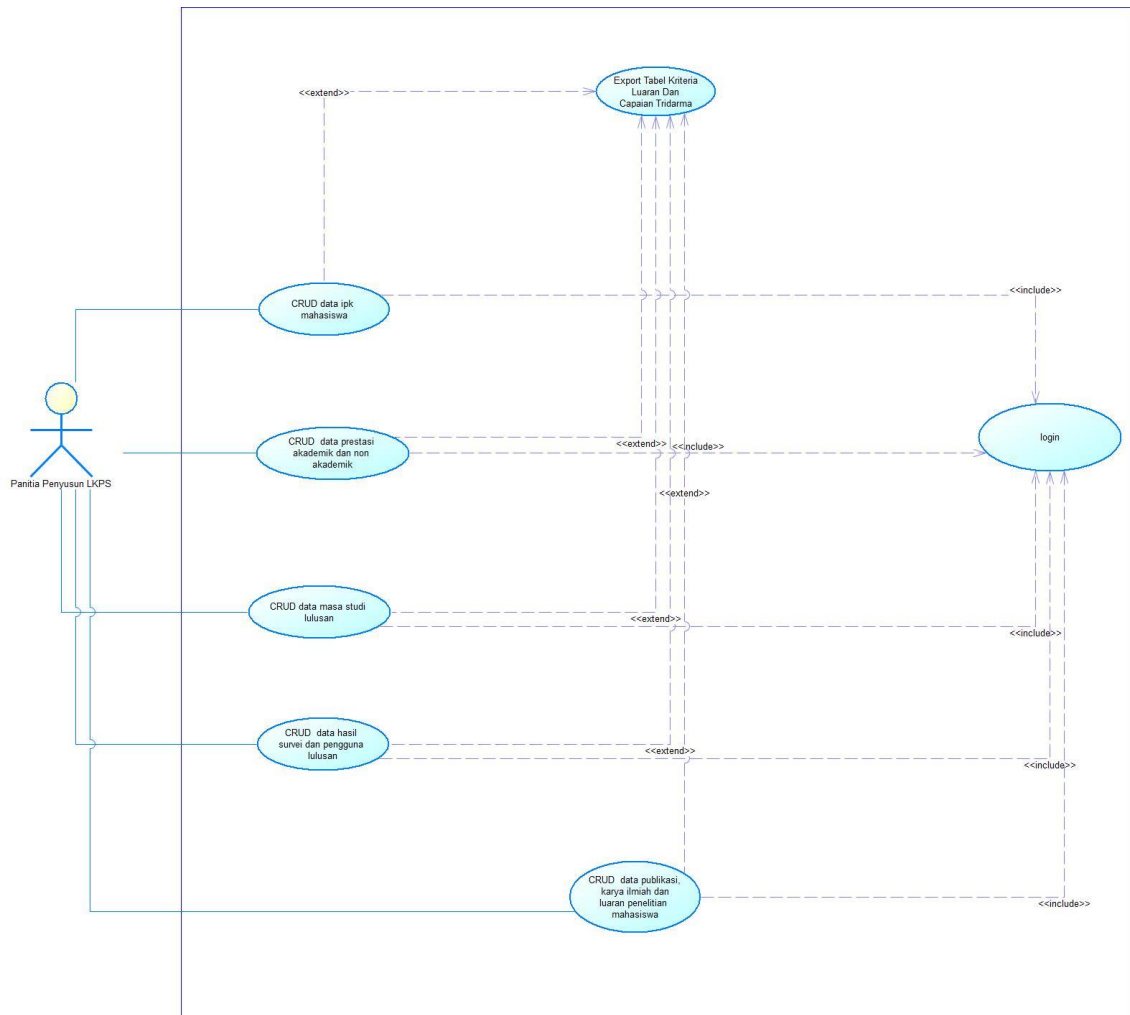 Export Tabel Kriteria
Luaran Dan
Capaian Tridarma
<<extend>>
CRUD data ipk
mahasiswa
<<include>>
CRUD data prestasi
akademik dan non
akademik
<<extend>>
<<include>>
login
Panitia Penyusun LKPS
<<extend>>
CRUD data masa studi
lulusan
<<extend>>
<<include>>
CRUD data hasil
survei dan pengguna
lulusan
<<extend>>
<<include>>
CRUD data publikasi,
karya ilmiah dan
luaran penelitian
mahasiswa
<<include>>